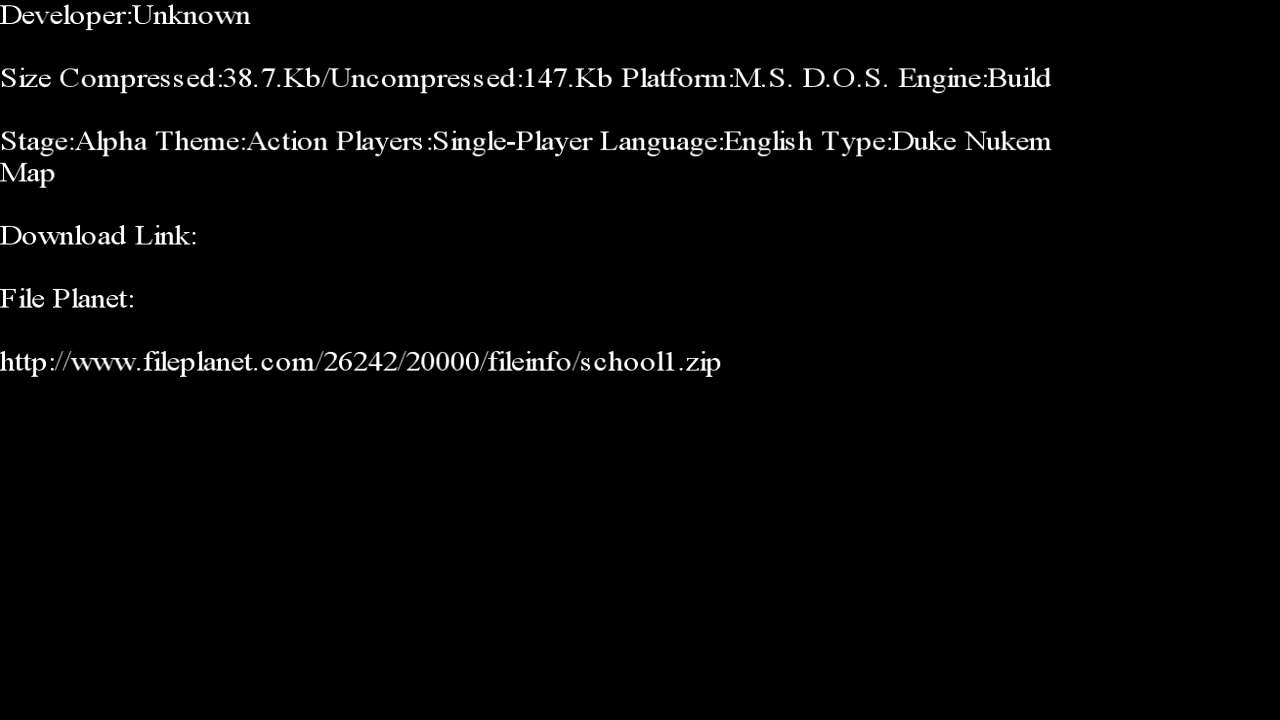 Developer:Unknown
Size Compressed:38.7.Kb/Uncompressed:147.Kb Platform:M.S. D.O.S. Engine:Build
Stage:Alpha Theme:Action Players:Single-Player Language:English Type:Duke Nukem
Map
Download Link:
File Planet:
http://www.fileplanet.com/26242/20000/fileinfo/school1.zip